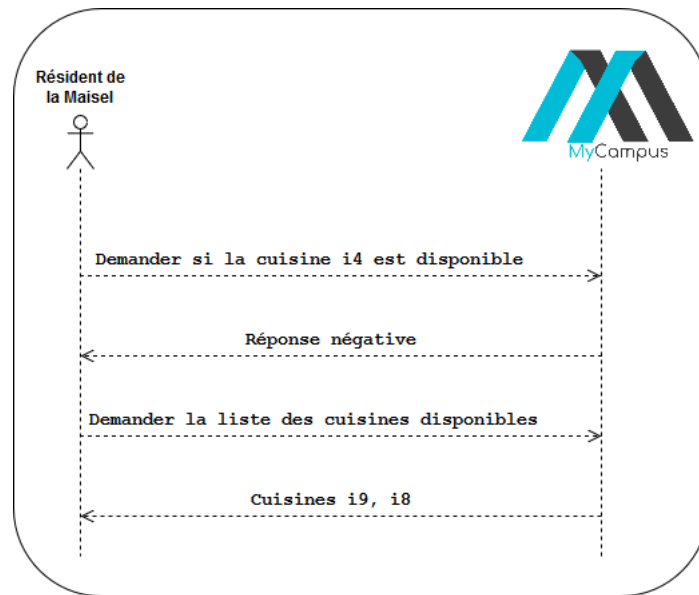 Résident de
la Maisel
MyCampus
Demander si la cuisine i4 est disponible
Réponse négative
Demander la liste des cuisines disponibles
Cuisines i9, i8